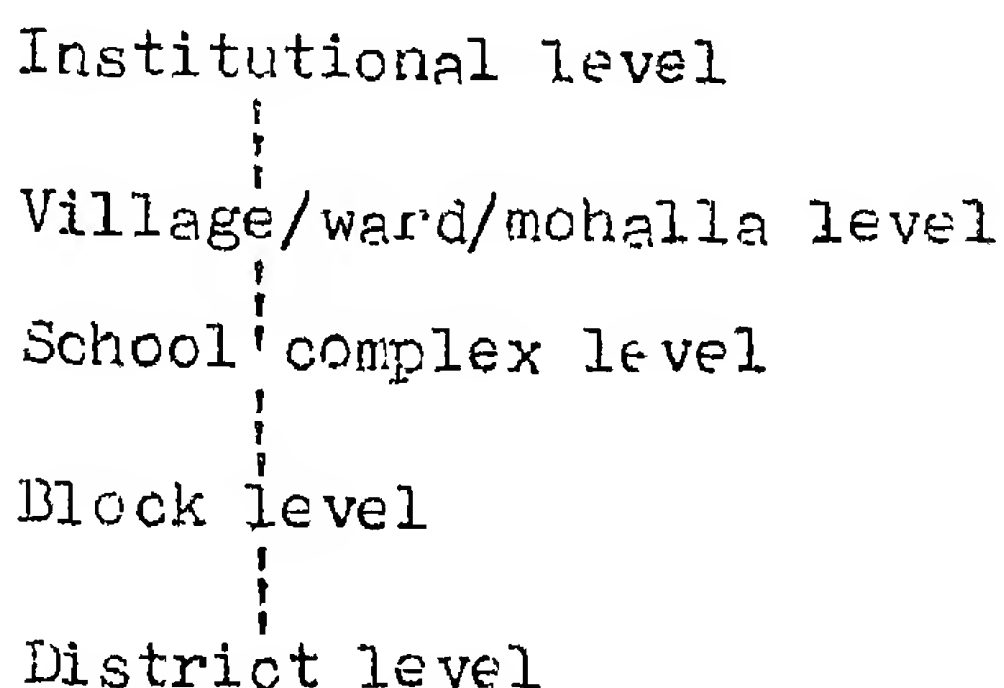 Institutional level
Village/ward/mohalla level
School complex level
Block level
District level